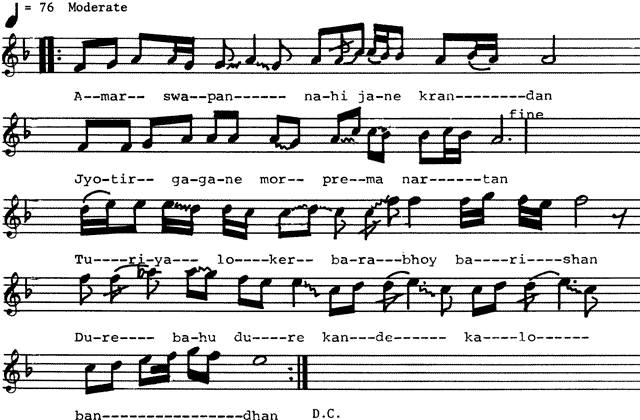 = 76 Moderate
A--mar-- swa--pan------ na-hi ja-ne kran--------dan
fine
Jyo-tir-- ga-ga-ne mor-- pre--ma nar------tan
Tu----ri-ya--- lo----ker-- ba-ra--bhoy ba----ri----shan
Du-re---- ba-hu du----re kan---de------ ka---lo------
ban-----------------dhan D.C.